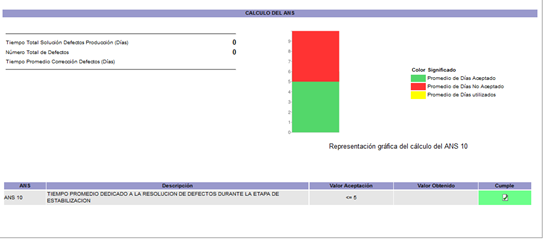 CALCULO DEL ANS
Tiempo Total Solución Defectos Producción (Días) 0
Número Total de Defectos 0
Tiempo Promedio Corrección Defectos (Días)
9
8
7
6
5
4
3
2
1
0
Color Significado
Promedio de Días Aceptado
Promedio de Días No Aceptado
Promedio de Días utilizados
Representación gráfica del cálculo del ANS 10
ANS Descripción Valor Aceptación Valor Obtenido Cumple
ANS 10 TIEMPO PROMEDIO DEDICADO A LA RESOLUCION DE DEFECTOS DURANTE LA ETAPA DE ESTABILIZACION <= 5